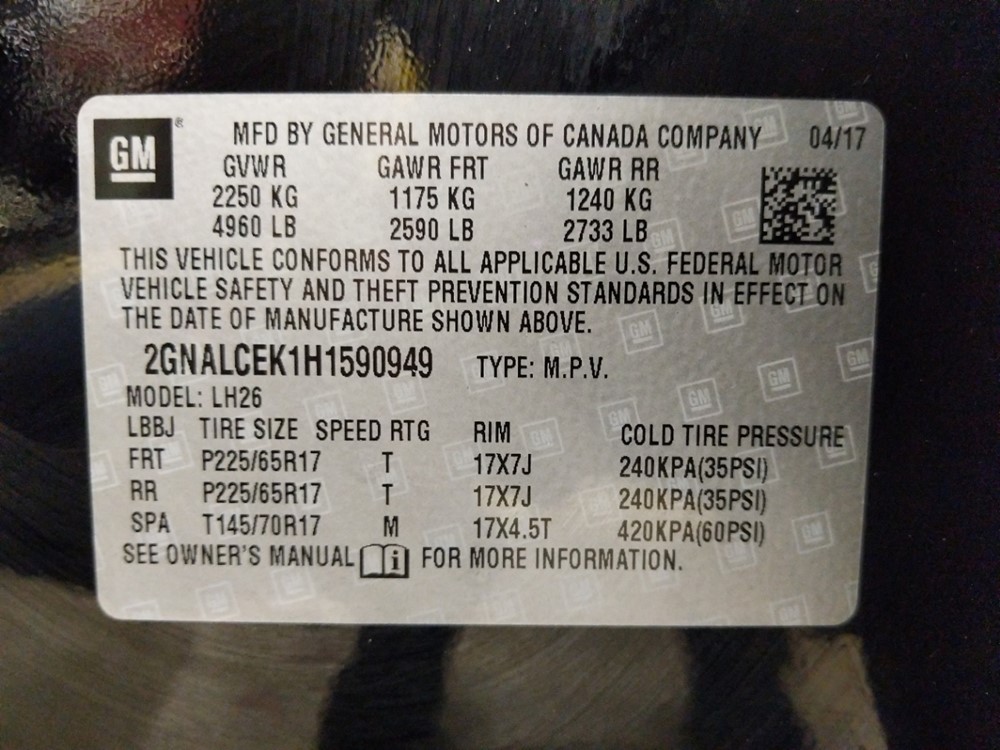 GM ® MFD BY GENERAL MOTORS OF CANADA COMPANY 04/17
GVWR GAWR FRT GAWR RR
2250 KG 1175 KG 1240 KG
4960 LB 2590 LB 2733 LB
THIS VEHICLE CONFORMS TO ALL APPLICABLE U.S. FEDERAL MOTOR
VEHICLE SAFETY AND THEFT PREVENTION STANDARDS IN EFFECT ON
THE DATE OF MANUFACTURE SHOWN ABOVE.
2GNALCEK1H1590949 TYPE: M.P.V.
MODEL: LH26
LBBJ TIRE SIZE SPEED RTG RIM COLD TIRE PRESSURE
FRT P225/65R17 T 17X7J 240KPA(35PSI)
RR P225/65R17 T 17X7J 240KPA(35PSI)
SPA T145/70R17 M 17X4.5T 420KPA(60PSI)
SEE OWNER'S MANUAL i FOR MORE INFORMATION.